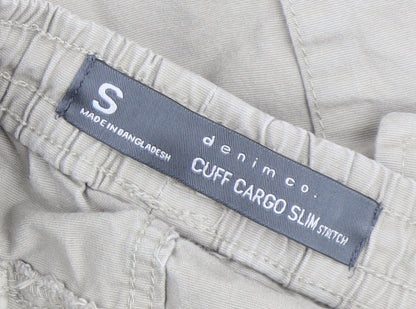 S
MADE IN BANGLADESH
denim co.
CUFF CARGO SLIM STRETCH